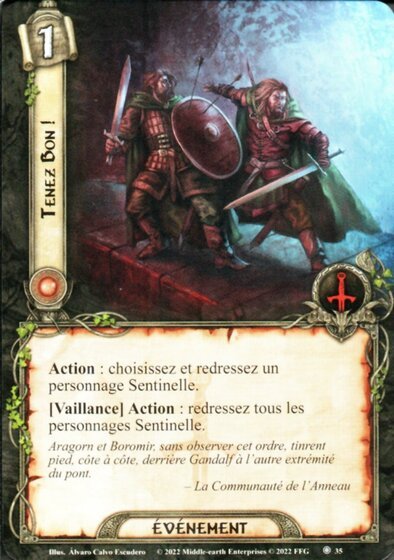 1
TENEZ BON !
Action : choisissez et redressez un
personnage Sentinelle.
[Vaillance] Action : redressez tous les
personnages Sentinelle.
Aragorn et Boromir, sans observer cet ordre, tinrent
pied, côte à côte, derrière Gandalf à l'autre extrémité
du pont.
– La Communauté de l'Anneau
ÉVÉNEMENT
Illus. Álvaro Calvo Escudero © 2022 Middle-earth Enterprises © 2022 FFG 35